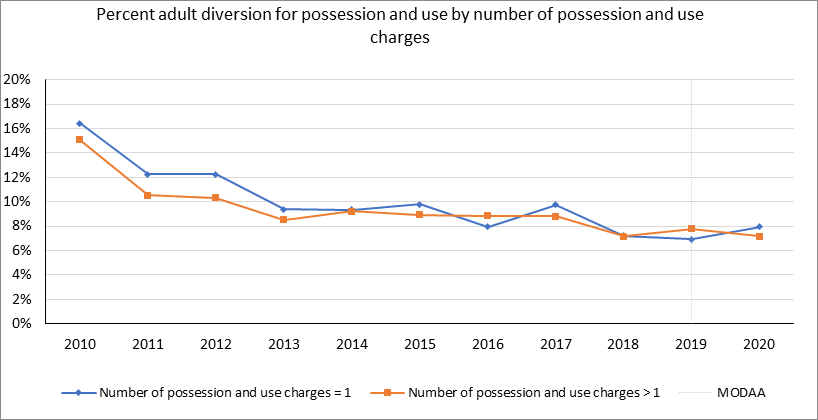 Percent adult diversion for possession and use by number of possession and use
charges
20%
18%
16%
14%
12%
10%
8%
6%
4%
2%
0%
2010 2011 2012 2013 2014 2015 2016 2017 2018 2019 2020
Number of possession and use charges = 1 Number of possession and use charges > 1 MODAA